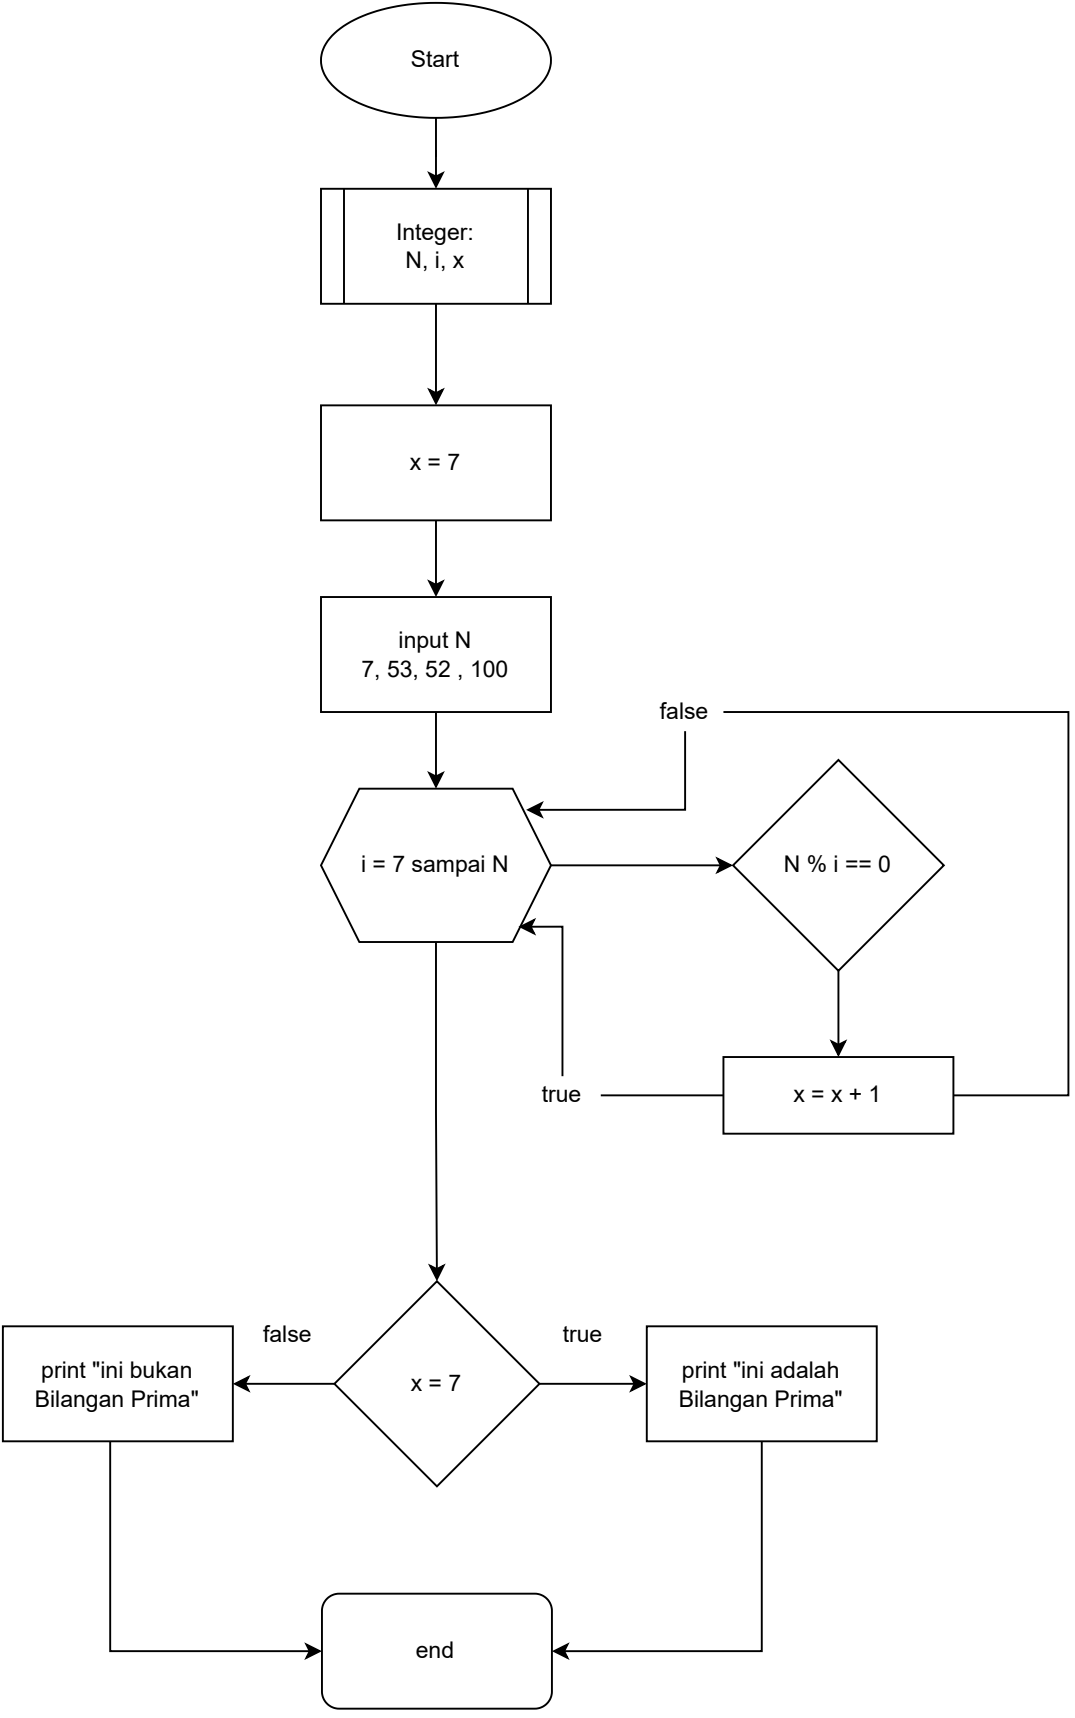 Start
Integer:
N, i, x
x = 7
input N
7, 53, 52 , 100
false
i = 7 sampai N
N % i == 0
true
x = x + 1
false
true
print "ini bukan
Bilangan Prima"
x = 7
print "ini adalah
Bilangan Prima"
end